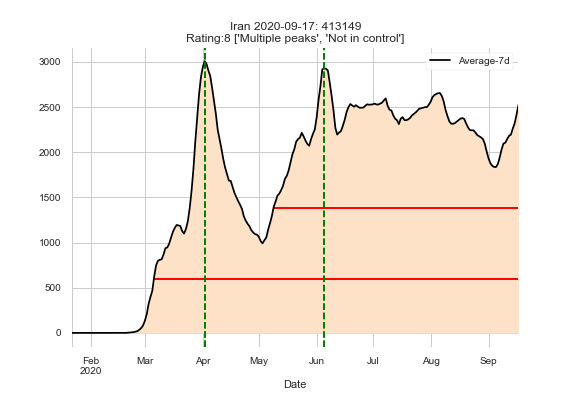 Iran 2020-09-17: 413149
Rating:8 ['Multiple peaks', 'Not in control']
Average-7d
3000
2500
2000
1500
1000
500
0
Feb Mar Apr May Jun Jul Aug Sep
2020
Date